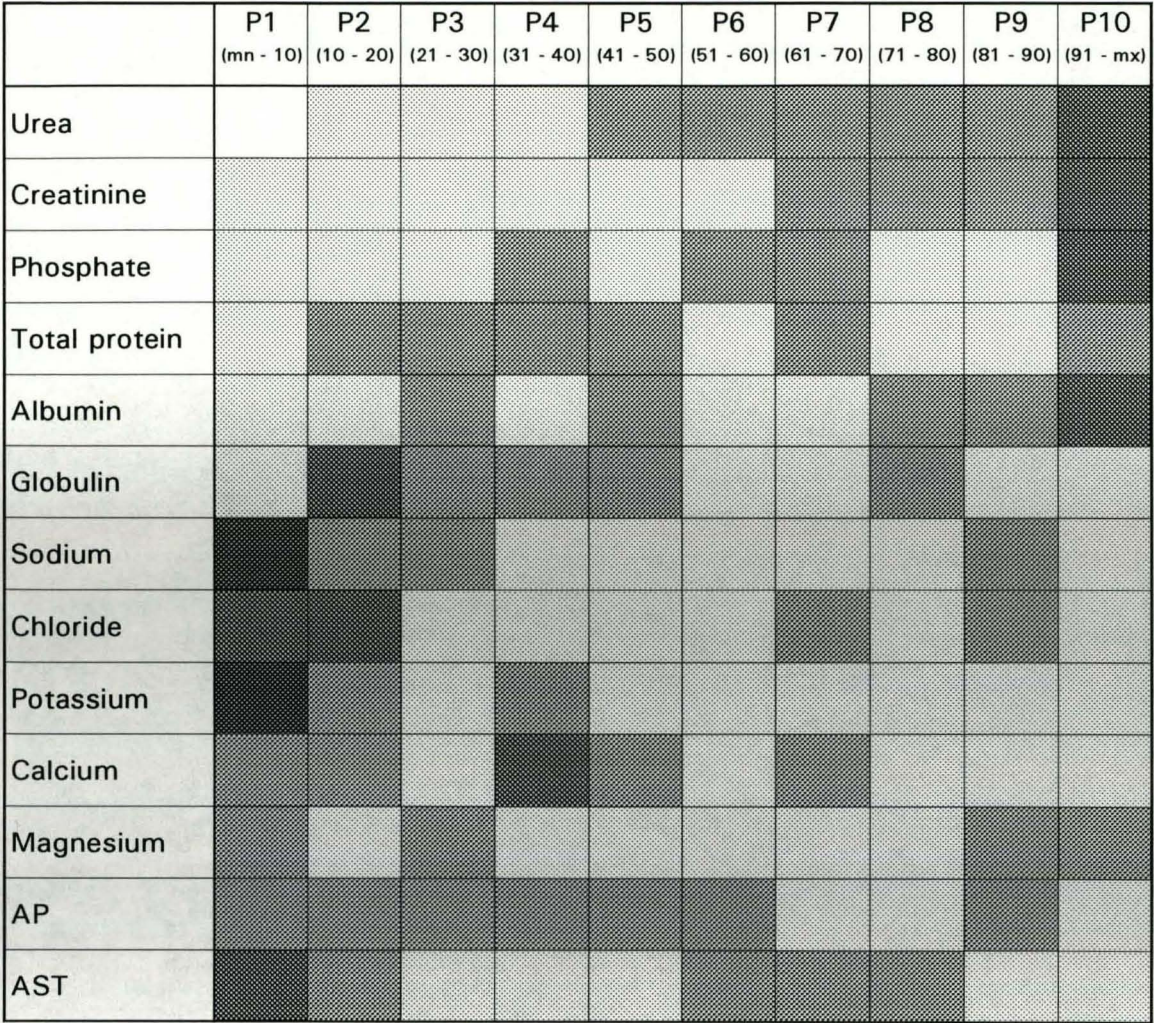 P1 P2 P3 P4 P5 P6 P7 P8 P9 P10
(mn - 10) (10 - 20) (21 - 30) (31 - 40) (41 - 50) (51 - 60) (61 - 70) (71 - 80) (81 - 90) (91 - mx)
Urea
Creatinine
Phosphate
Total protein
Albumin
Globulin
Sodium
Chloride
Potassium
Calcium
Magnesium
AP
AST